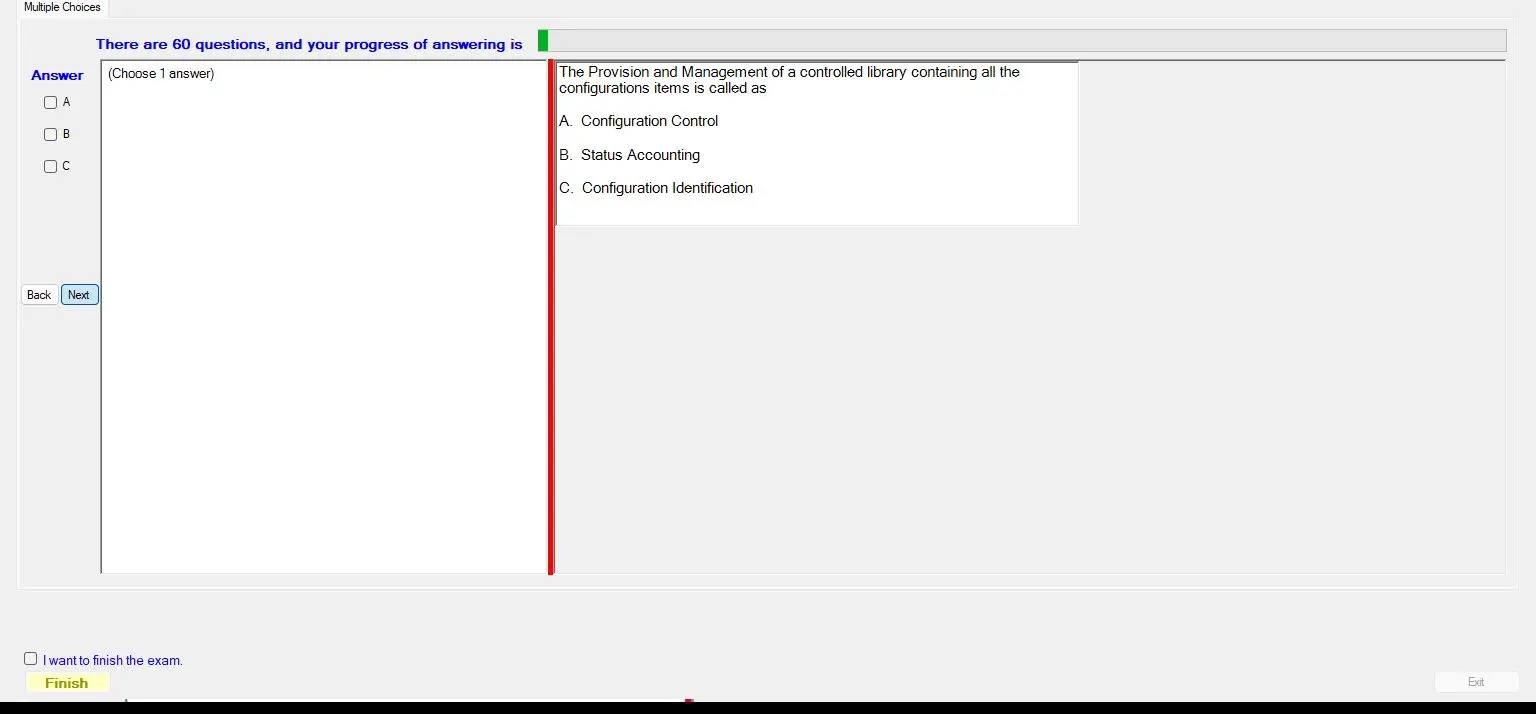 Multiple Choices
There are 60 questions, and your progress of answering is
Answer
(Choose 1 answer)
A
B
C
Back
Next
The Provision and Management of a controlled library containing all the
configurations items is called as
A. Configuration Control
B. Status Accounting
C. Configuration Identification
I want to finish the exam.
Finish
Exit